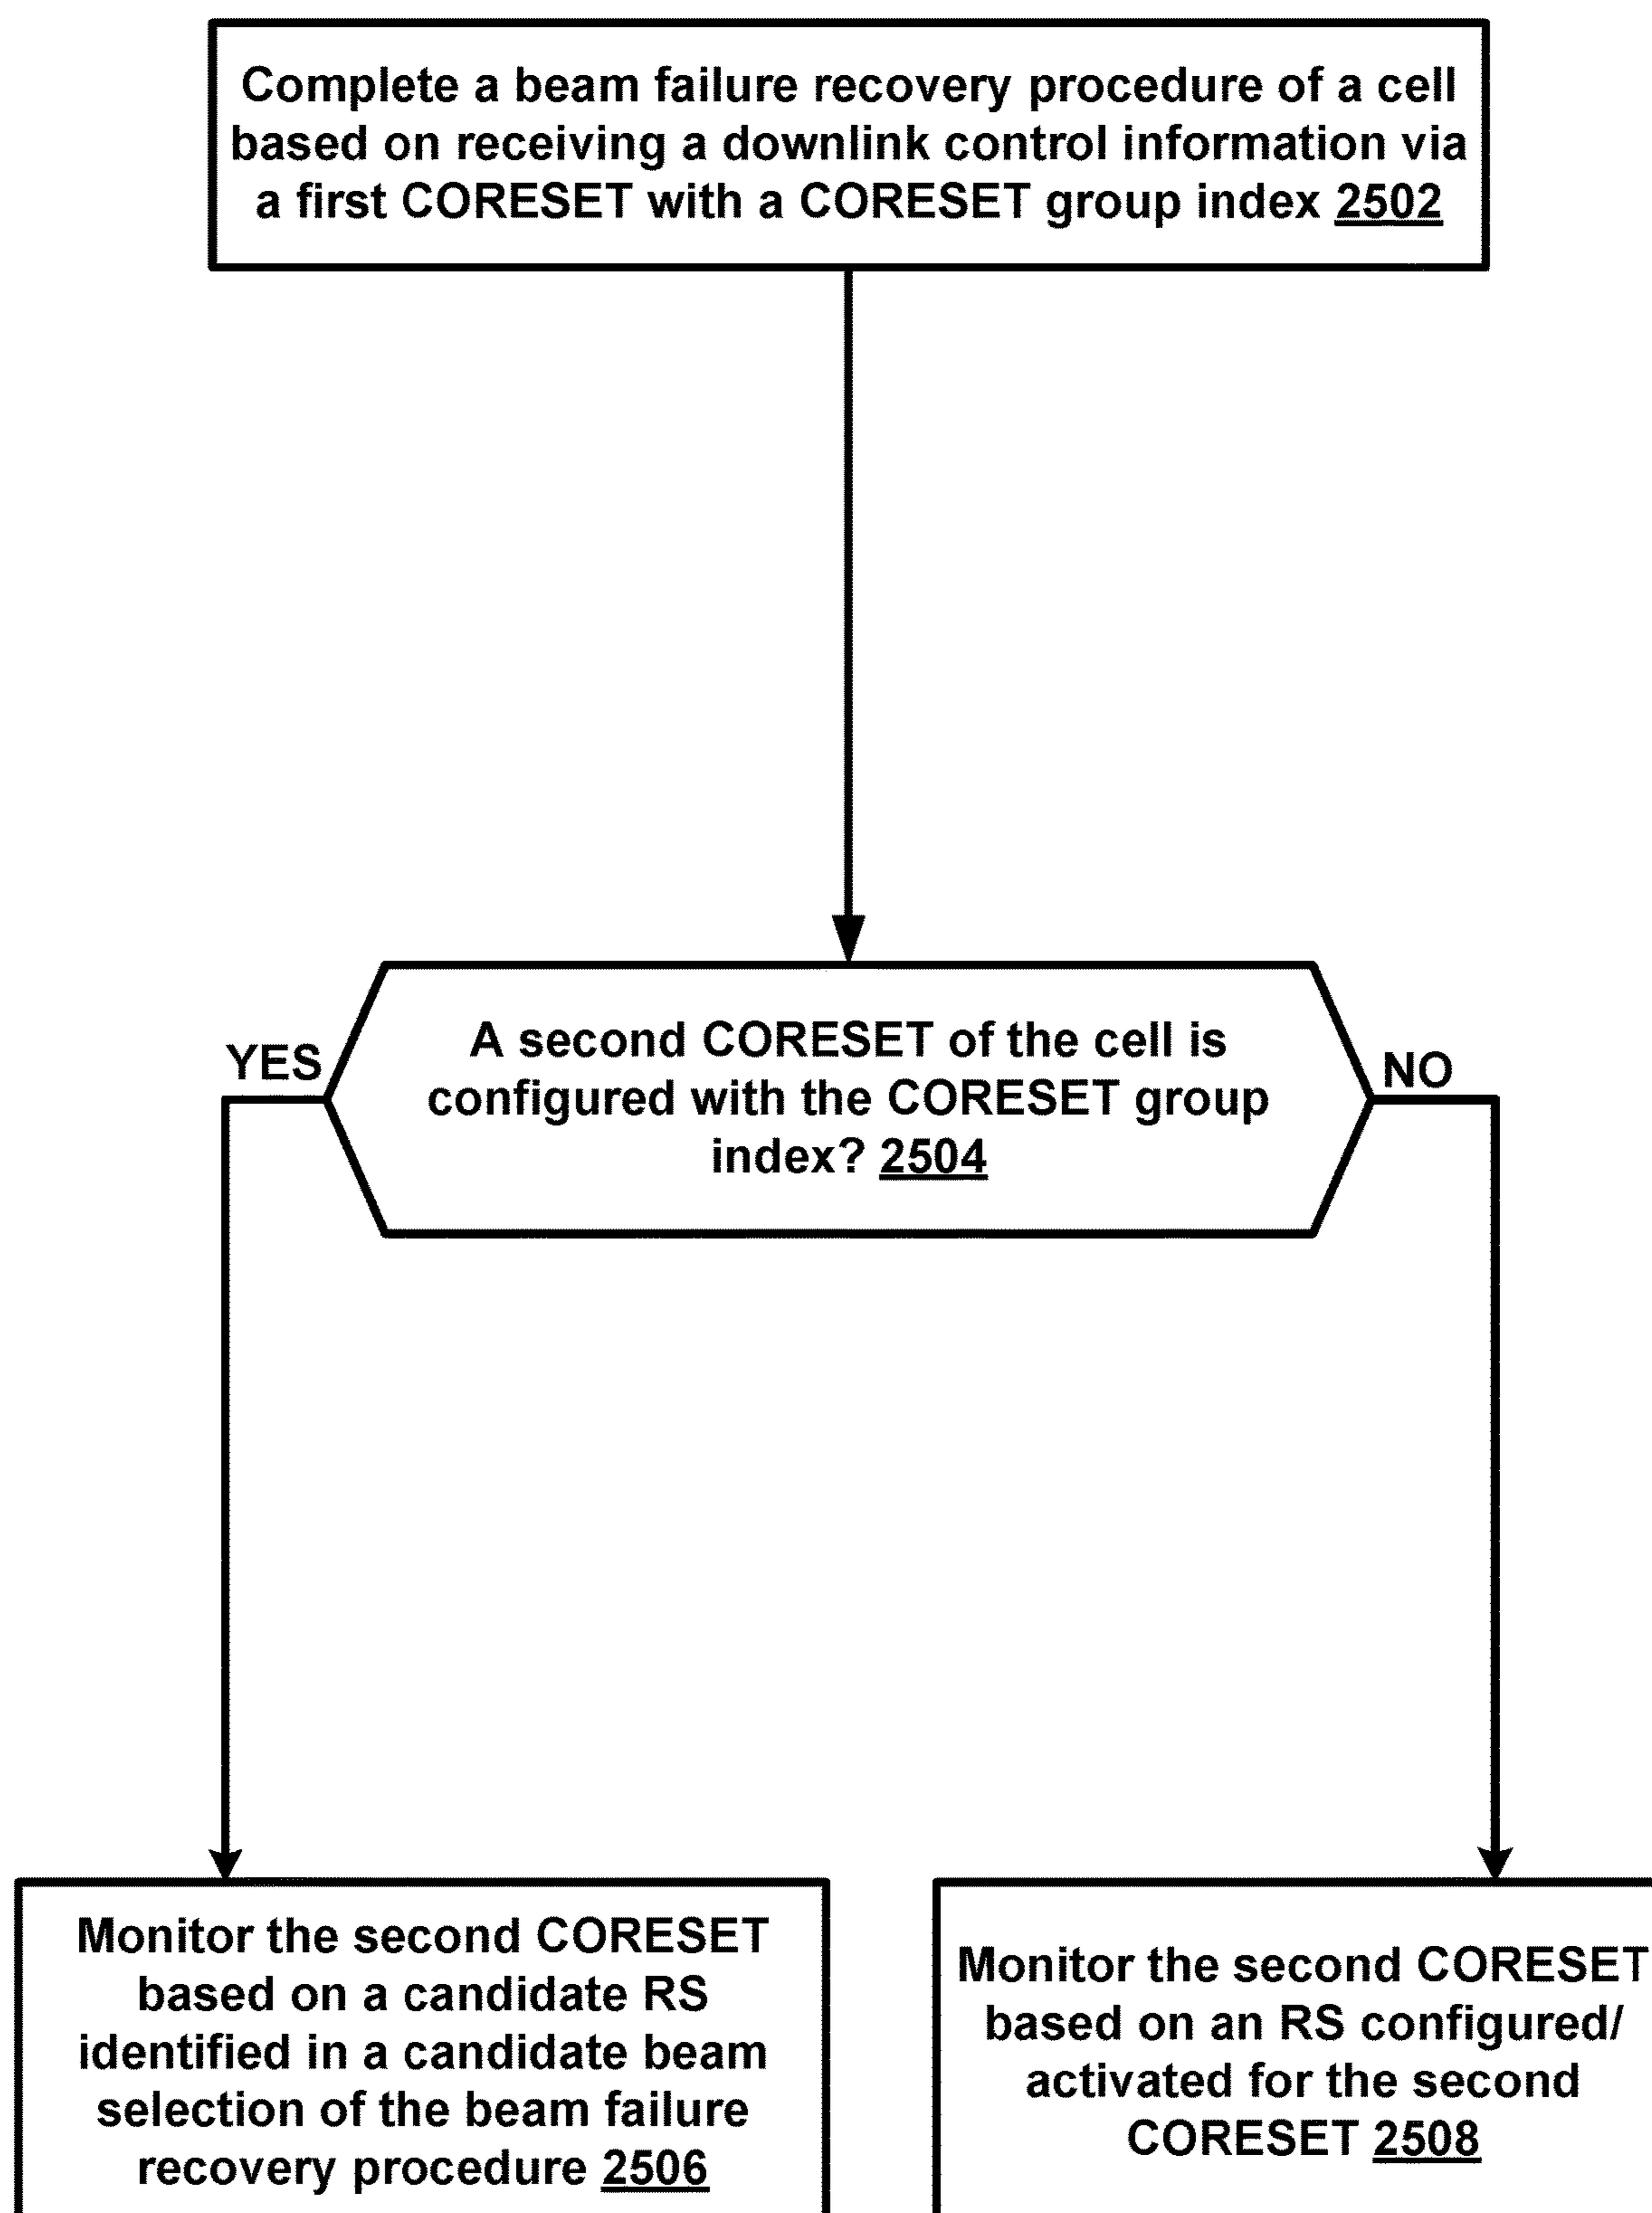 Complete a beam failure recovery procedure of a cell
based on receiving a downlink control information via
a first CORESET with a CORESET group index 2502
A second CORESET of the cell is
configured with the CORESET group
index? 2504
YES
NO
Monitor the second CORESET
based on a candidate RS
identified in a candidate beam
selection of the beam failure
recovery procedure 2506
Monitor the second CORESET
based on an RS configured/
activated for the second
CORESET 2508